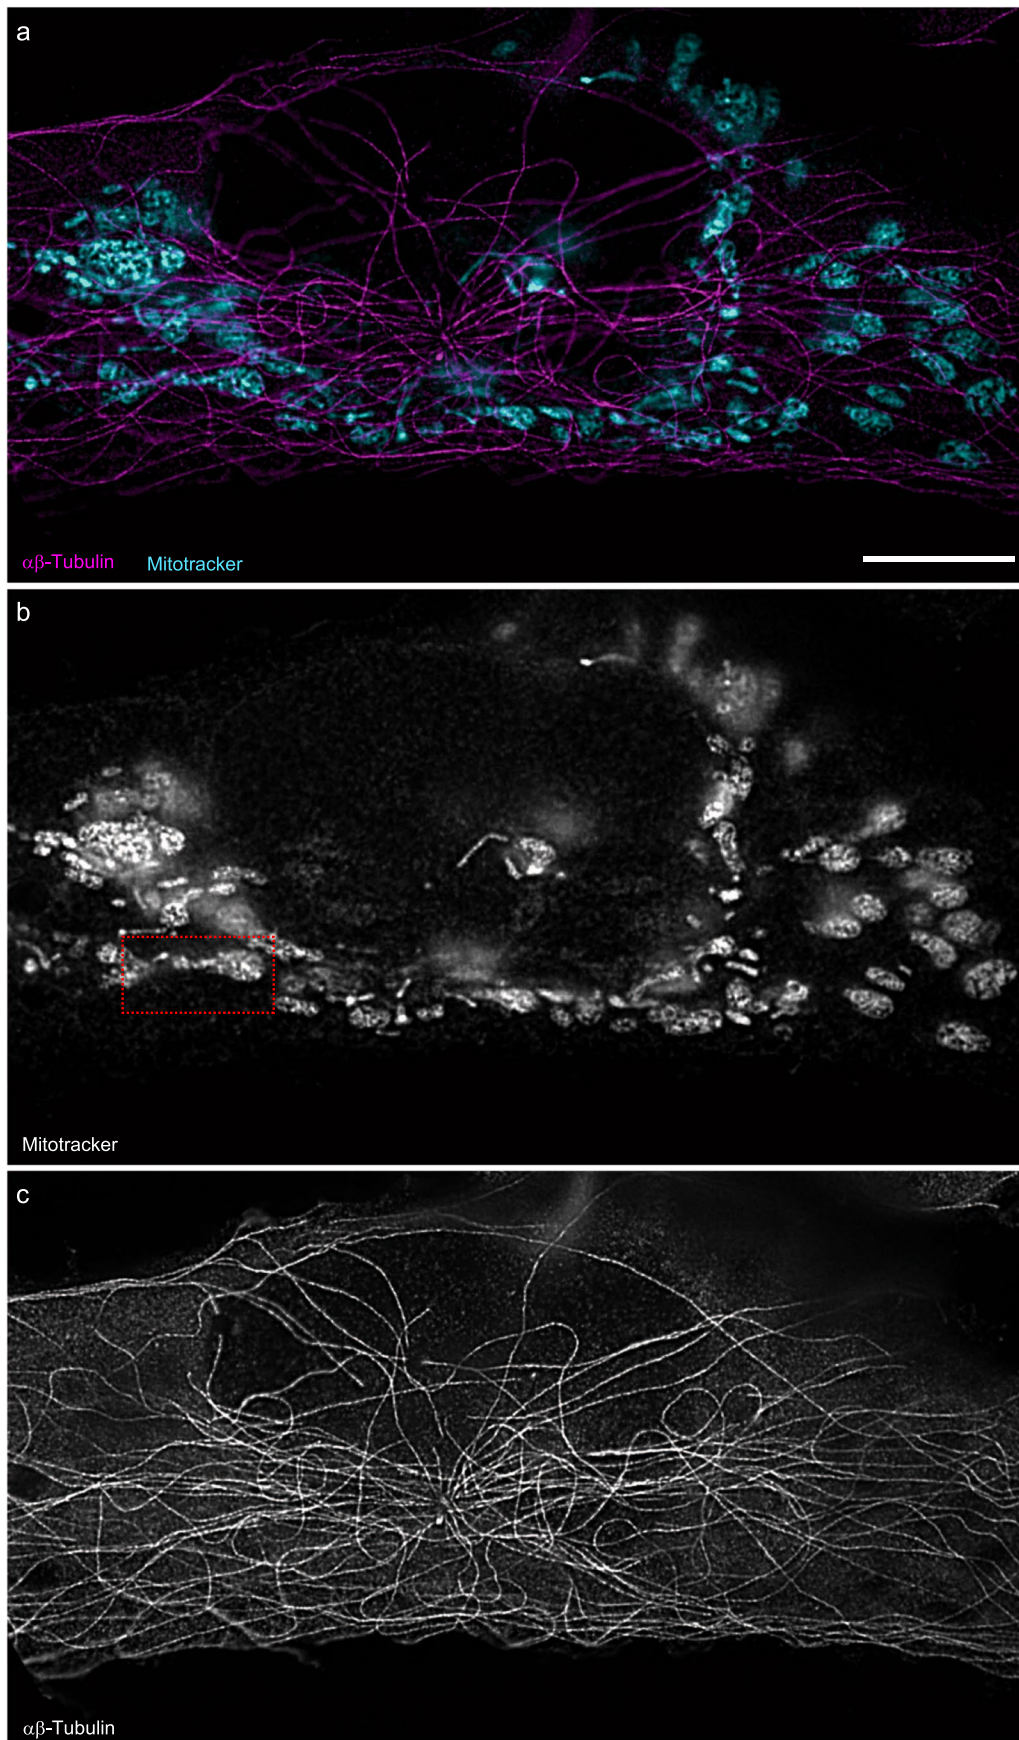 a
αβ-Tubulin Mitotracker
b
Mitotracker
c
αβ-Tubulin